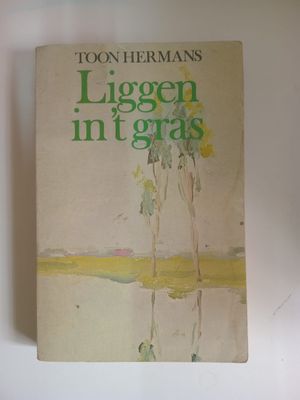 TOON HERMANS
Liggen
in 't gras